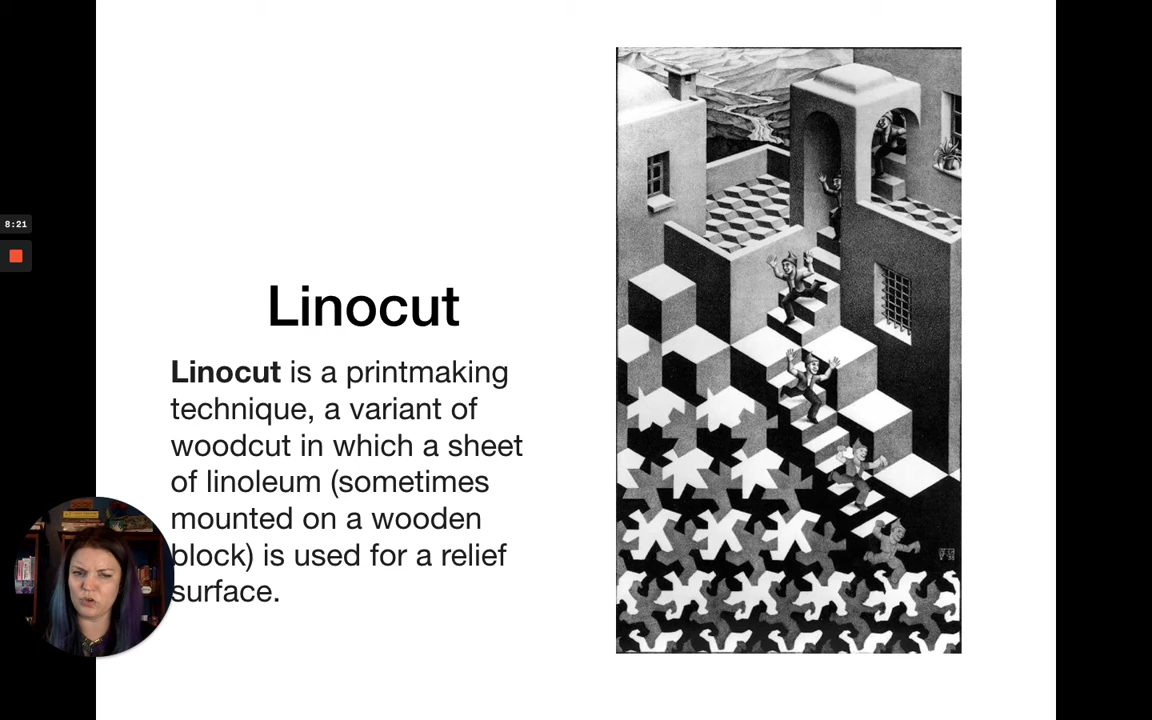 8:21
Linocut
Linocut is a printmaking
technique, a variant of
woodcut in which a sheet
of linoleum (sometimes
mounted on a wooden
block) is used for a relief
surface.